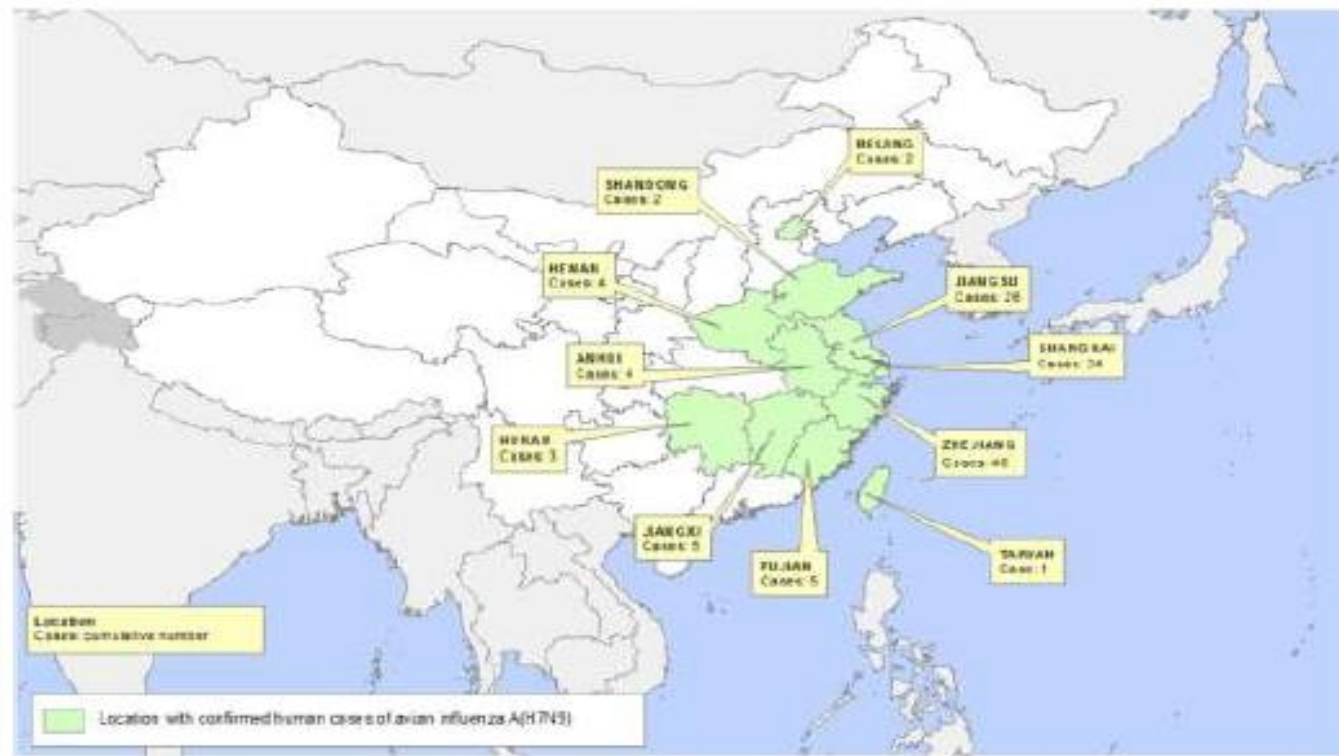 BEIJING
Cases: 2
SHANDONG
Cases: 2
HENAN
Cases: 4
JIANGSU
Cases:
SHANGHAI
Cases: 34
ANHUI
Cases: 4
HUNAN
Cases:
ZHEJIANG
Cases: 46
JIANGXI
Cases: 5
FUJIAN
Cases: 5
TAIWAN
Case: 1
Location
Cases: cumulative number
Location with confirmed human cases of avian influenza A(H7N9)